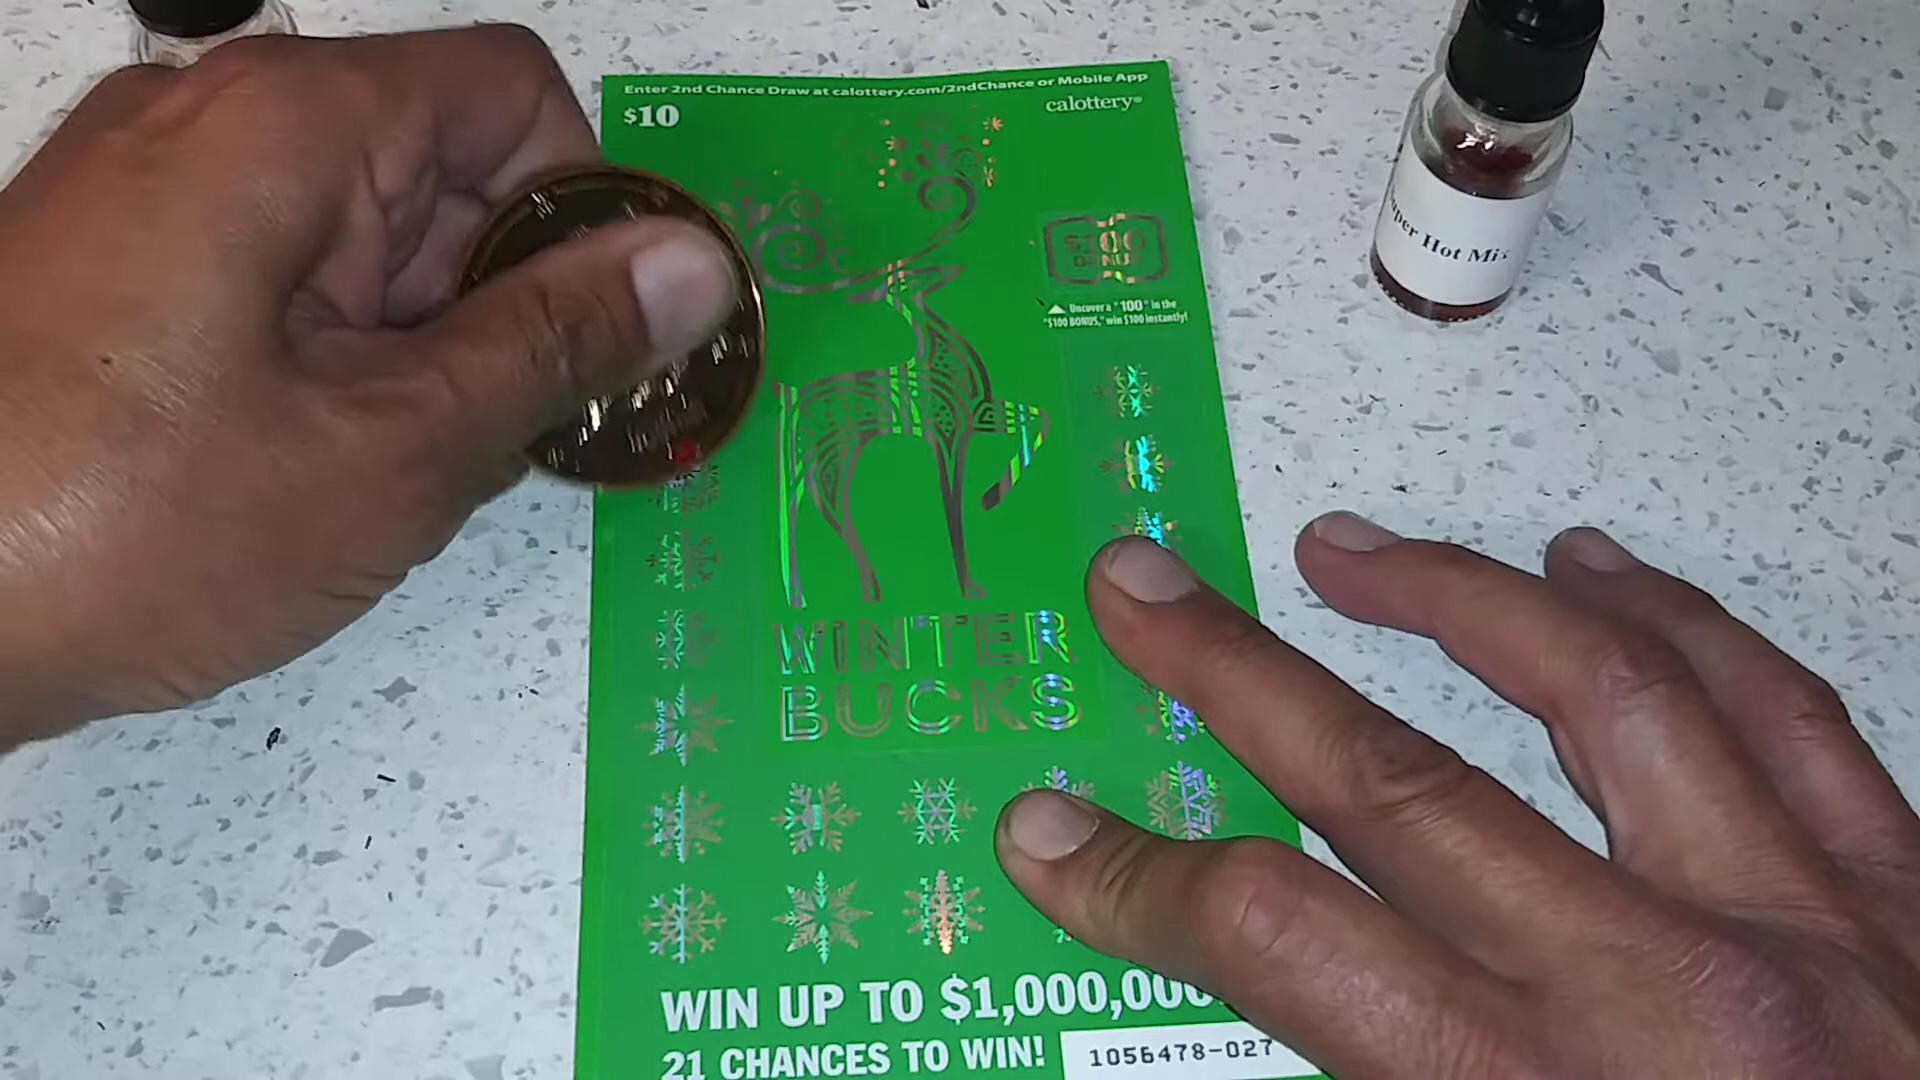 Enter 2nd Chance Draw at calottery.com/2ndChance or Mobile App
$10
calottery
$100
BONUS
Uncover a "100" in the
"$100 BONUS," win $100 instantly!
Hot Mix
WINTER
BUCKS
WIN UP TO $1,000,000
21 CHANCES TO WIN!
1056478-027